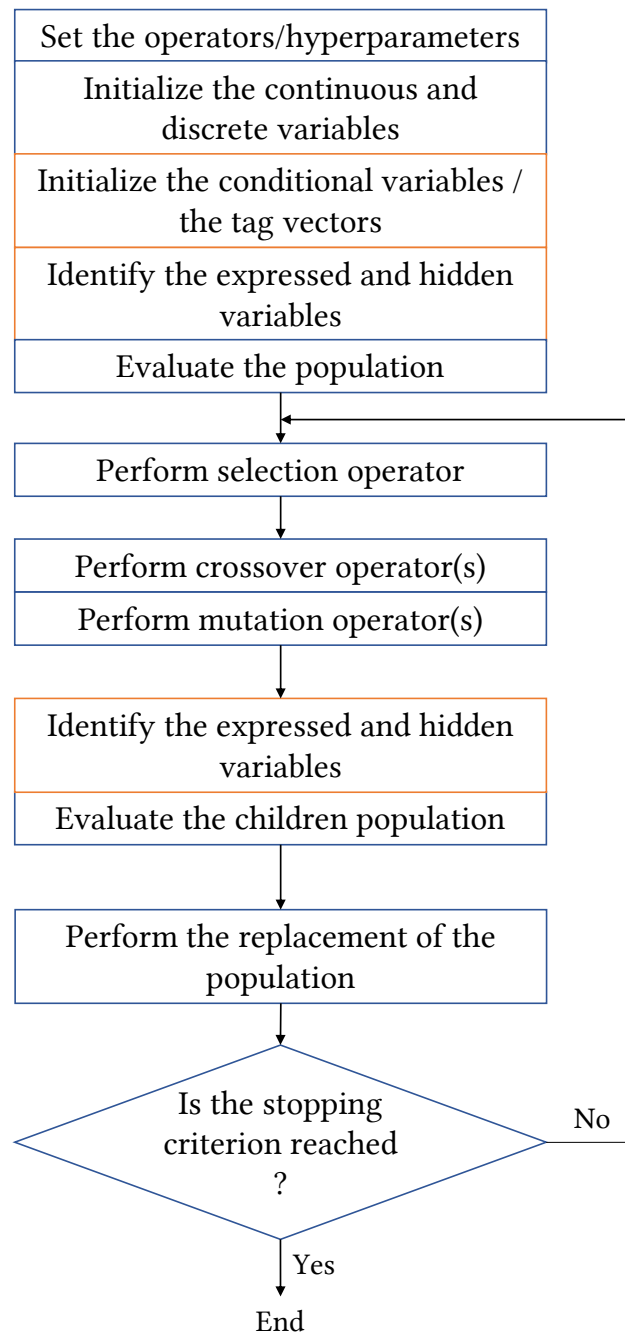 Set the operators/hyperparameters
Initialize the continuous and
discrete variables
Initialize the conditional variables /
the tag vectors
Identify the expressed and hidden
variables
Evaluate the population
Perform selection operator
Perform crossover operator(s)
Perform mutation operator(s)
Identify the expressed and hidden
variables
Evaluate the children population
Perform the replacement of the
population
Is the stopping
criterion reached
?
No
Yes
End